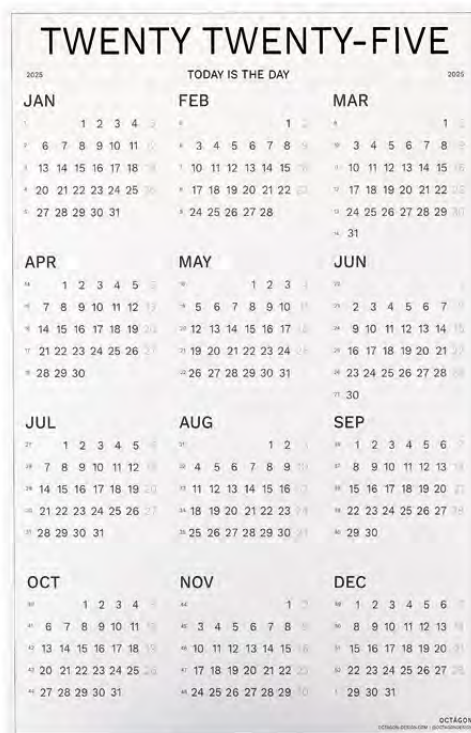 TWENTY TWENTY-FIVE
2025
TODAY IS THE DAY
2025
JAN
1 2 3 4
6 7 8 9 10 11
13 14 15 16 17 18
20 21 22 23 24 25
27 28 29 30 31
FEB
1
3 4 5 6 7 8
10 11 12 13 14 15
17 18 19 20 21 22
24 25 26 27 28
MAR
1
3 4 5 6 7 8
10 11 12 13 14 15
17 18 19 20 21 22
24 25 26 27 28 29
31
APR
1 2 3 4 5
7 8 9 10 11 12
14 15 16 17 18 19
21 22 23 24 25 26
28 29 30
MAY
1 2 3
5 6 7 8 9 10
12 13 14 15 16 17
19 20 21 22 23 24
26 27 28 29 30 31
JUN
2 3 4 5 6 7
9 10 11 12 13 14
16 17 18 19 20 21
23 24 25 26 27 28
30
JUL
1 2 3 4 5
7 8 9 10 11 12
14 15 16 17 18 19
21 22 23 24 25 26
28 29 30 31
AUG
1 2
4 5 6 7 8 9
11 12 13 14 15 16
18 19 20 21 22 23
25 26 27 28 29 30
SEP
1 2 3 4 5 6
8 9 10 11 12 13
15 16 17 18 19 20
22 23 24 25 26 27
29 30
OCT
1 2 3 4
6 7 8 9 10 11
13 14 15 16 17 18
20 21 22 23 24 25
27 28 29 30 31
NOV
1
3 4 5 6 7 8
10 11 12 13 14 15
17 18 19 20 21 22
24 25 26 27 28 29
DEC
1 2 3 4 5 6
8 9 10 11 12 13
15 16 17 18 19 20
22 23 24 25 26 27
29 30 31
OCTÁGON